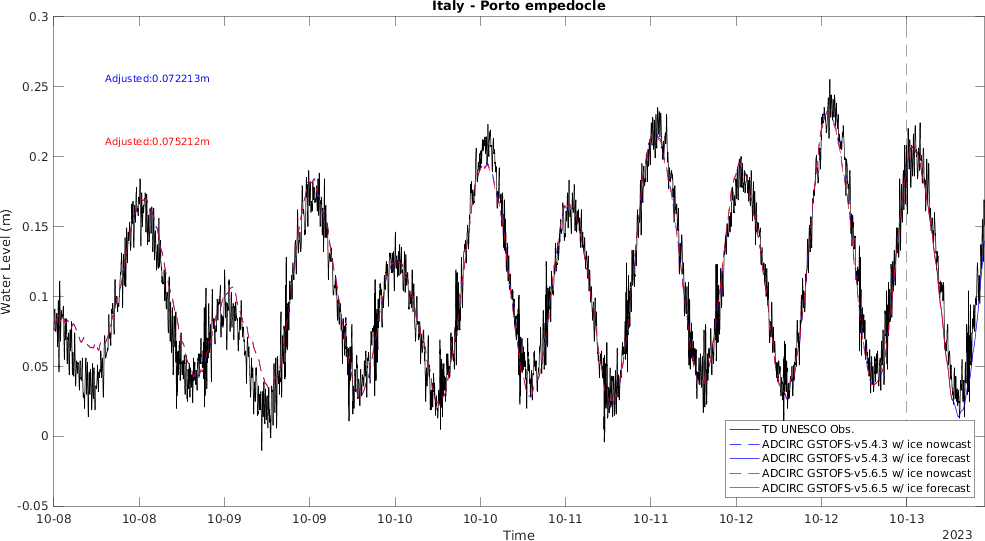 Italy - Porto empedocle
0.3
0.25
0.2
0.15
0.1
0.05
0
-0.05
Water Level (m)
Adjusted:0.072213m
Adjusted:0.075212m
TD UNESCO Obs.
ADCIRC GSTOFS-v5.4.3 w/ ice nowcast
ADCIRC GSTOFS-v5.4.3 w/ ice forecast
ADCIRC GSTOFS-v5.6.5 w/ ice nowcast
ADCIRC GSTOFS-v5.6.5 w/ ice forecast
10-08 10-08 10-09 10-09 10-10 10-10 10-11 10-11 10-12 10-12 10-13
Time
2023